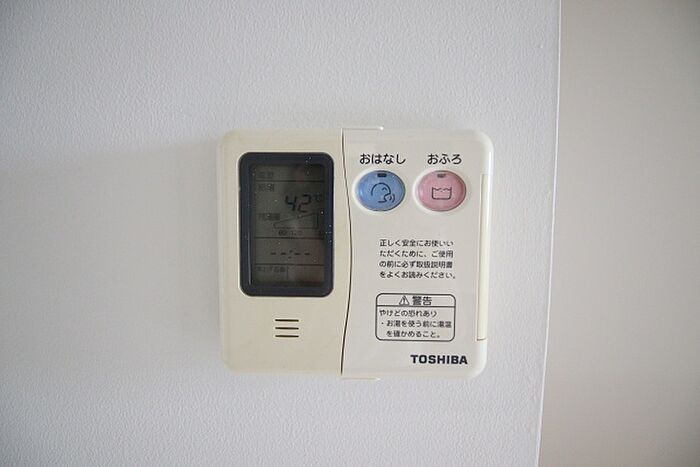 おはなし おふろ
給湯
42℃
--:--
正しく安全にお使いい
ただくために、ご使用
の前に必ず取扱説明書
をよくお読みください。
⚠警告
やけどの恐れあり
・お湯を使う前に湯温
を確かめること。
TOSHIBA